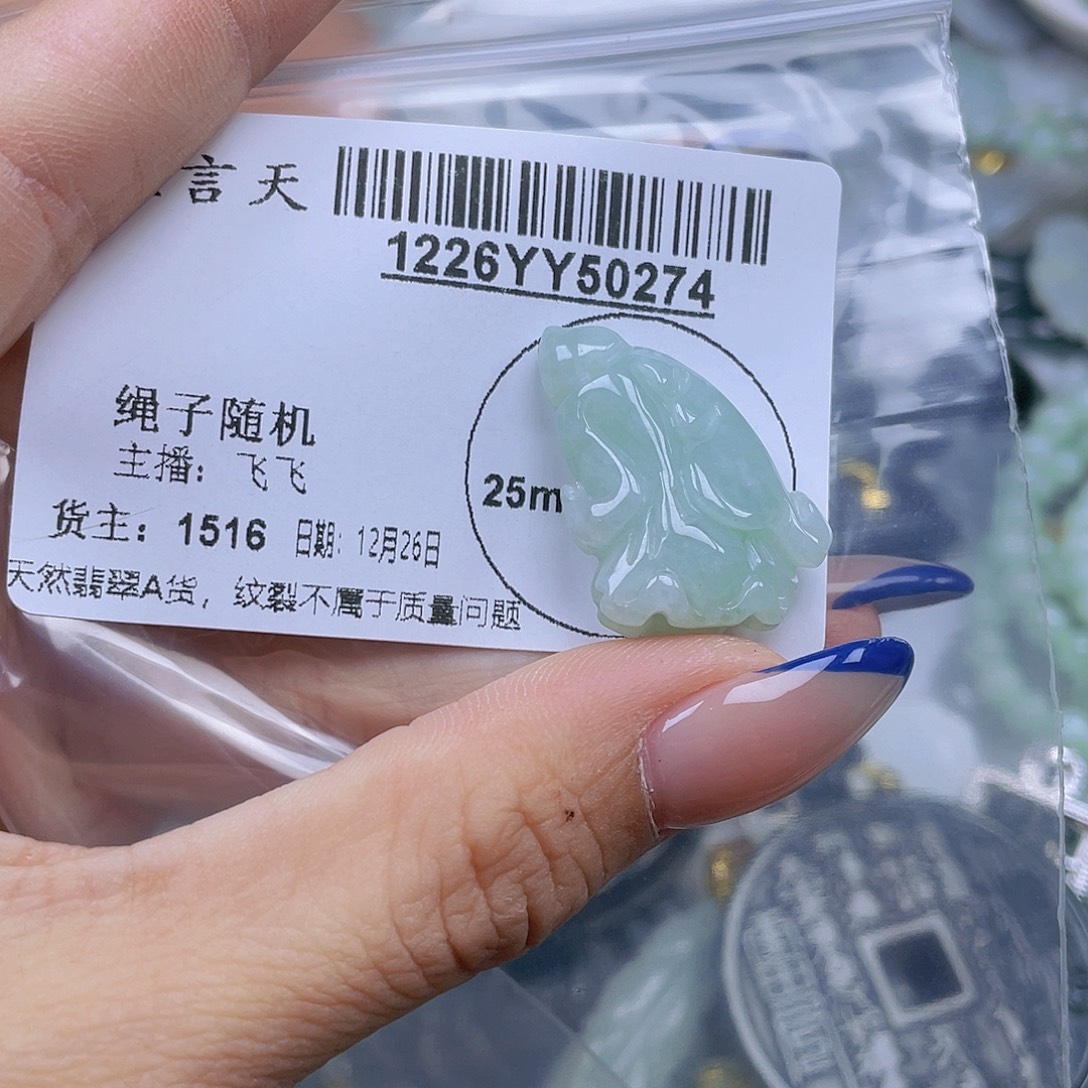 言天
1226YY50274
绳子随机
主播：飞飞
25m
货主：1516 日期：12月26日
天然翡翠A货，纹裂不属于质量问题